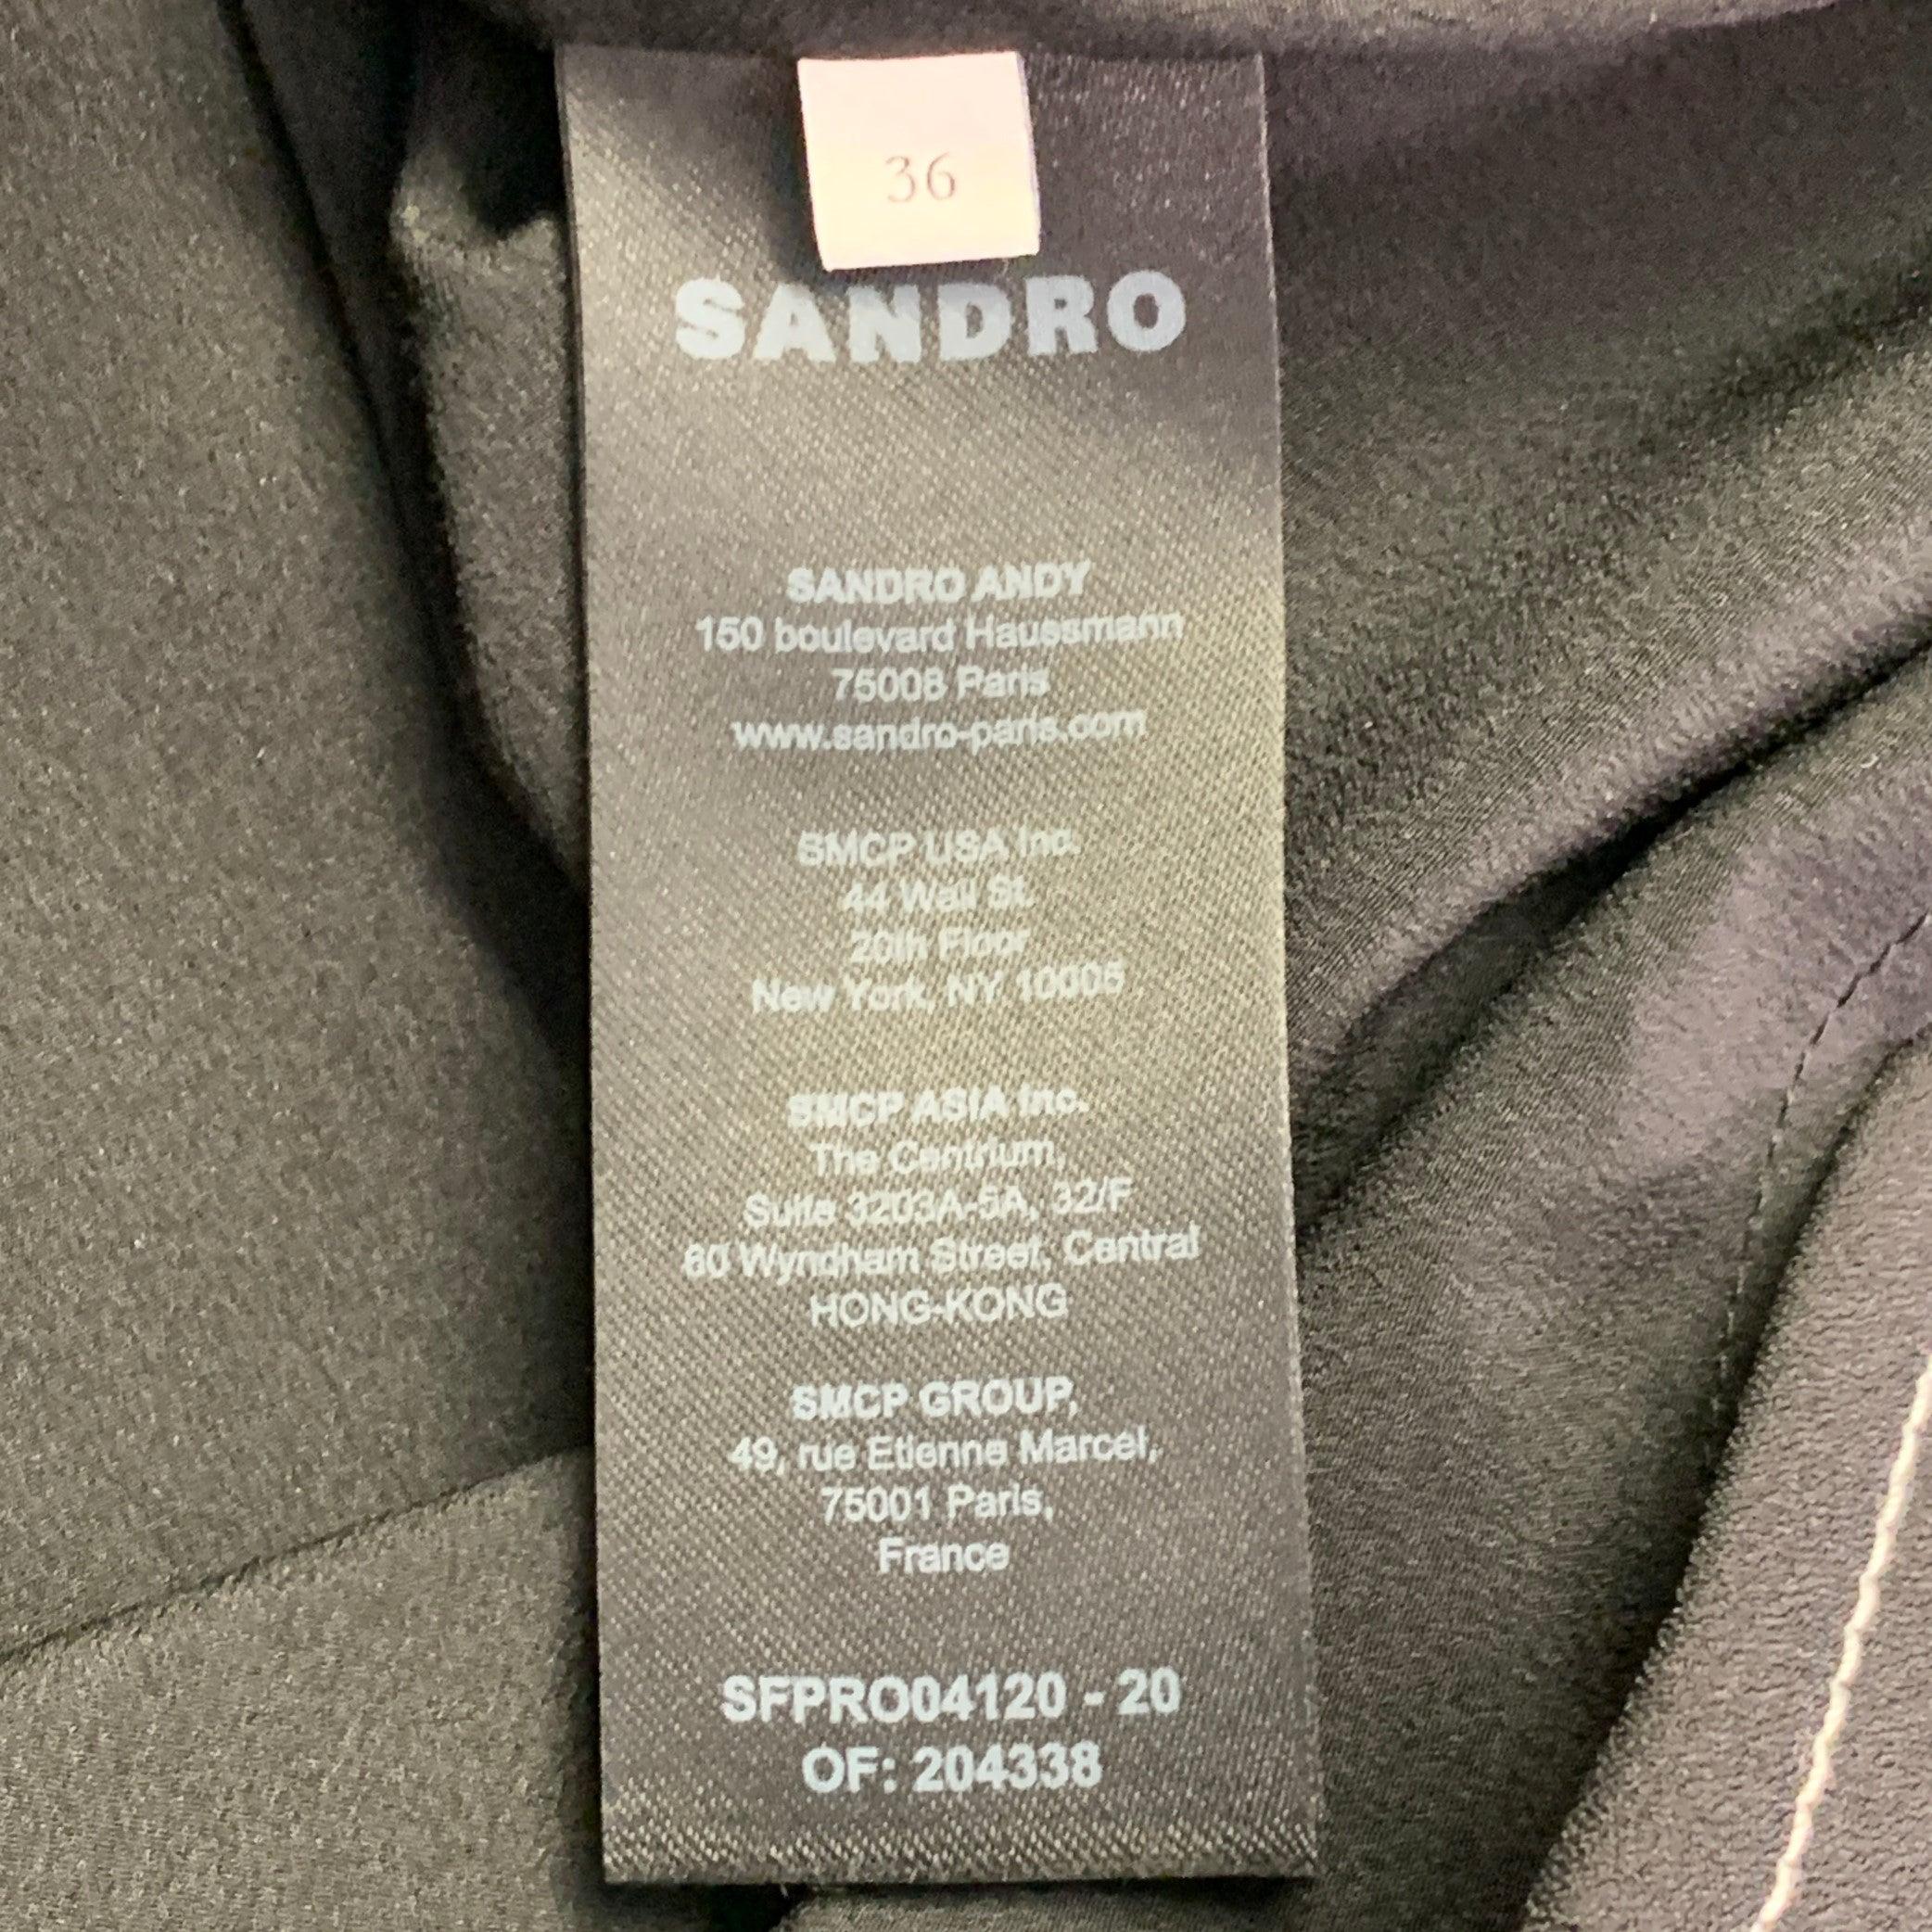 36
SANDRO
SANDRO ANDY
150 boulevard Haussmann
75008 Paris
www.sandro-paris.com
SMCP USA Inc.
44 Wall St.
20th Floor
New York, NY 10005
SMCP ASIA Inc.
The Centrium,
Suite 3203A-5A, 32/F
60 Wyndham Street, Central
HONG-KONG
SMCP GROUP,
49, rue Etienne Marcel,
75001 Paris,
France
SFPRO04120 - 20
OF: 204338